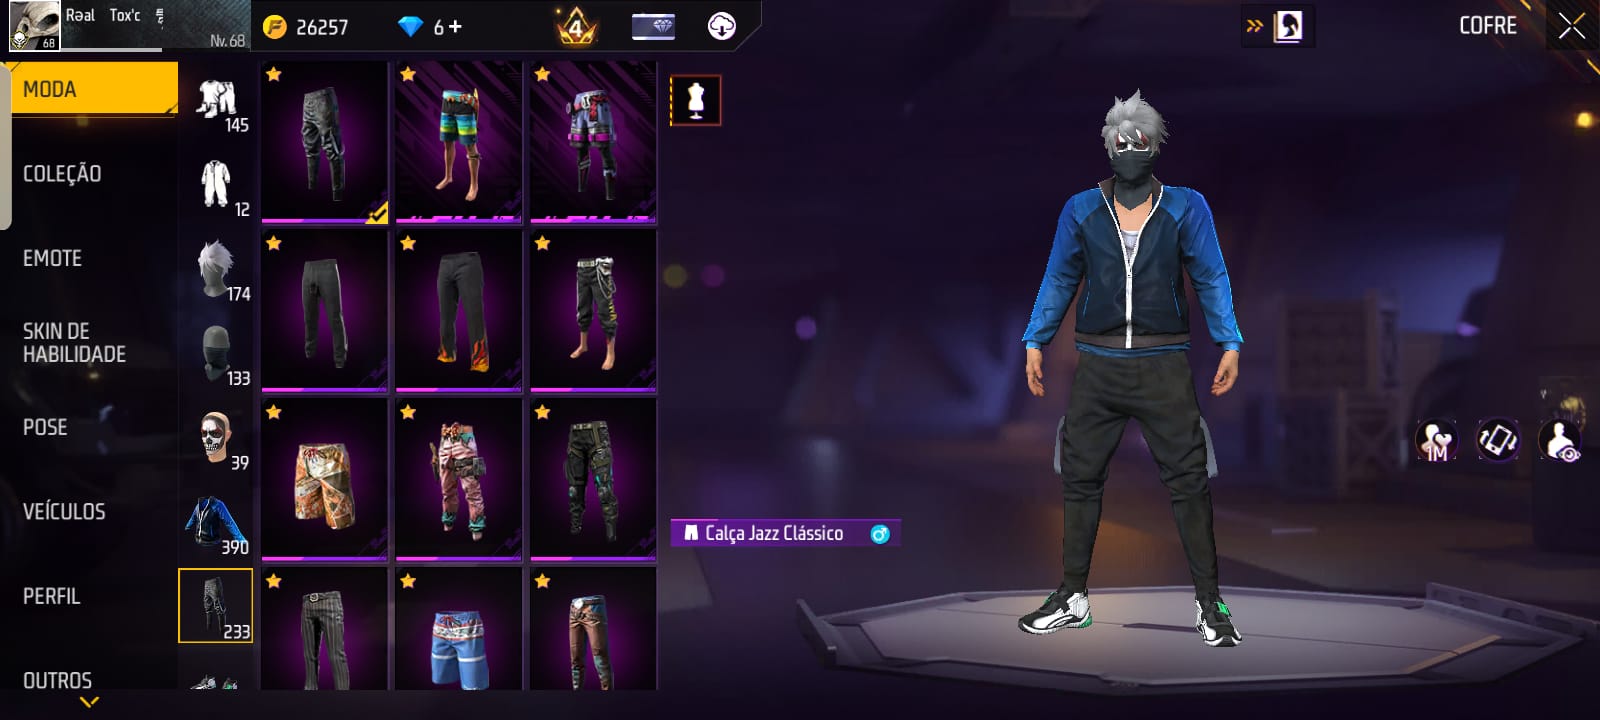 Rəal Tox'c
68
Nv. 68
26257
6 +
4
COFRE
MODA
COLEÇÃO
EMOTE
SKIN DE
HABILIDADE
POSE
VEÍCULOS
PERFIL
OUTROS
145
12
174
133
39
390
233
Calça Jazz Clássico
1M